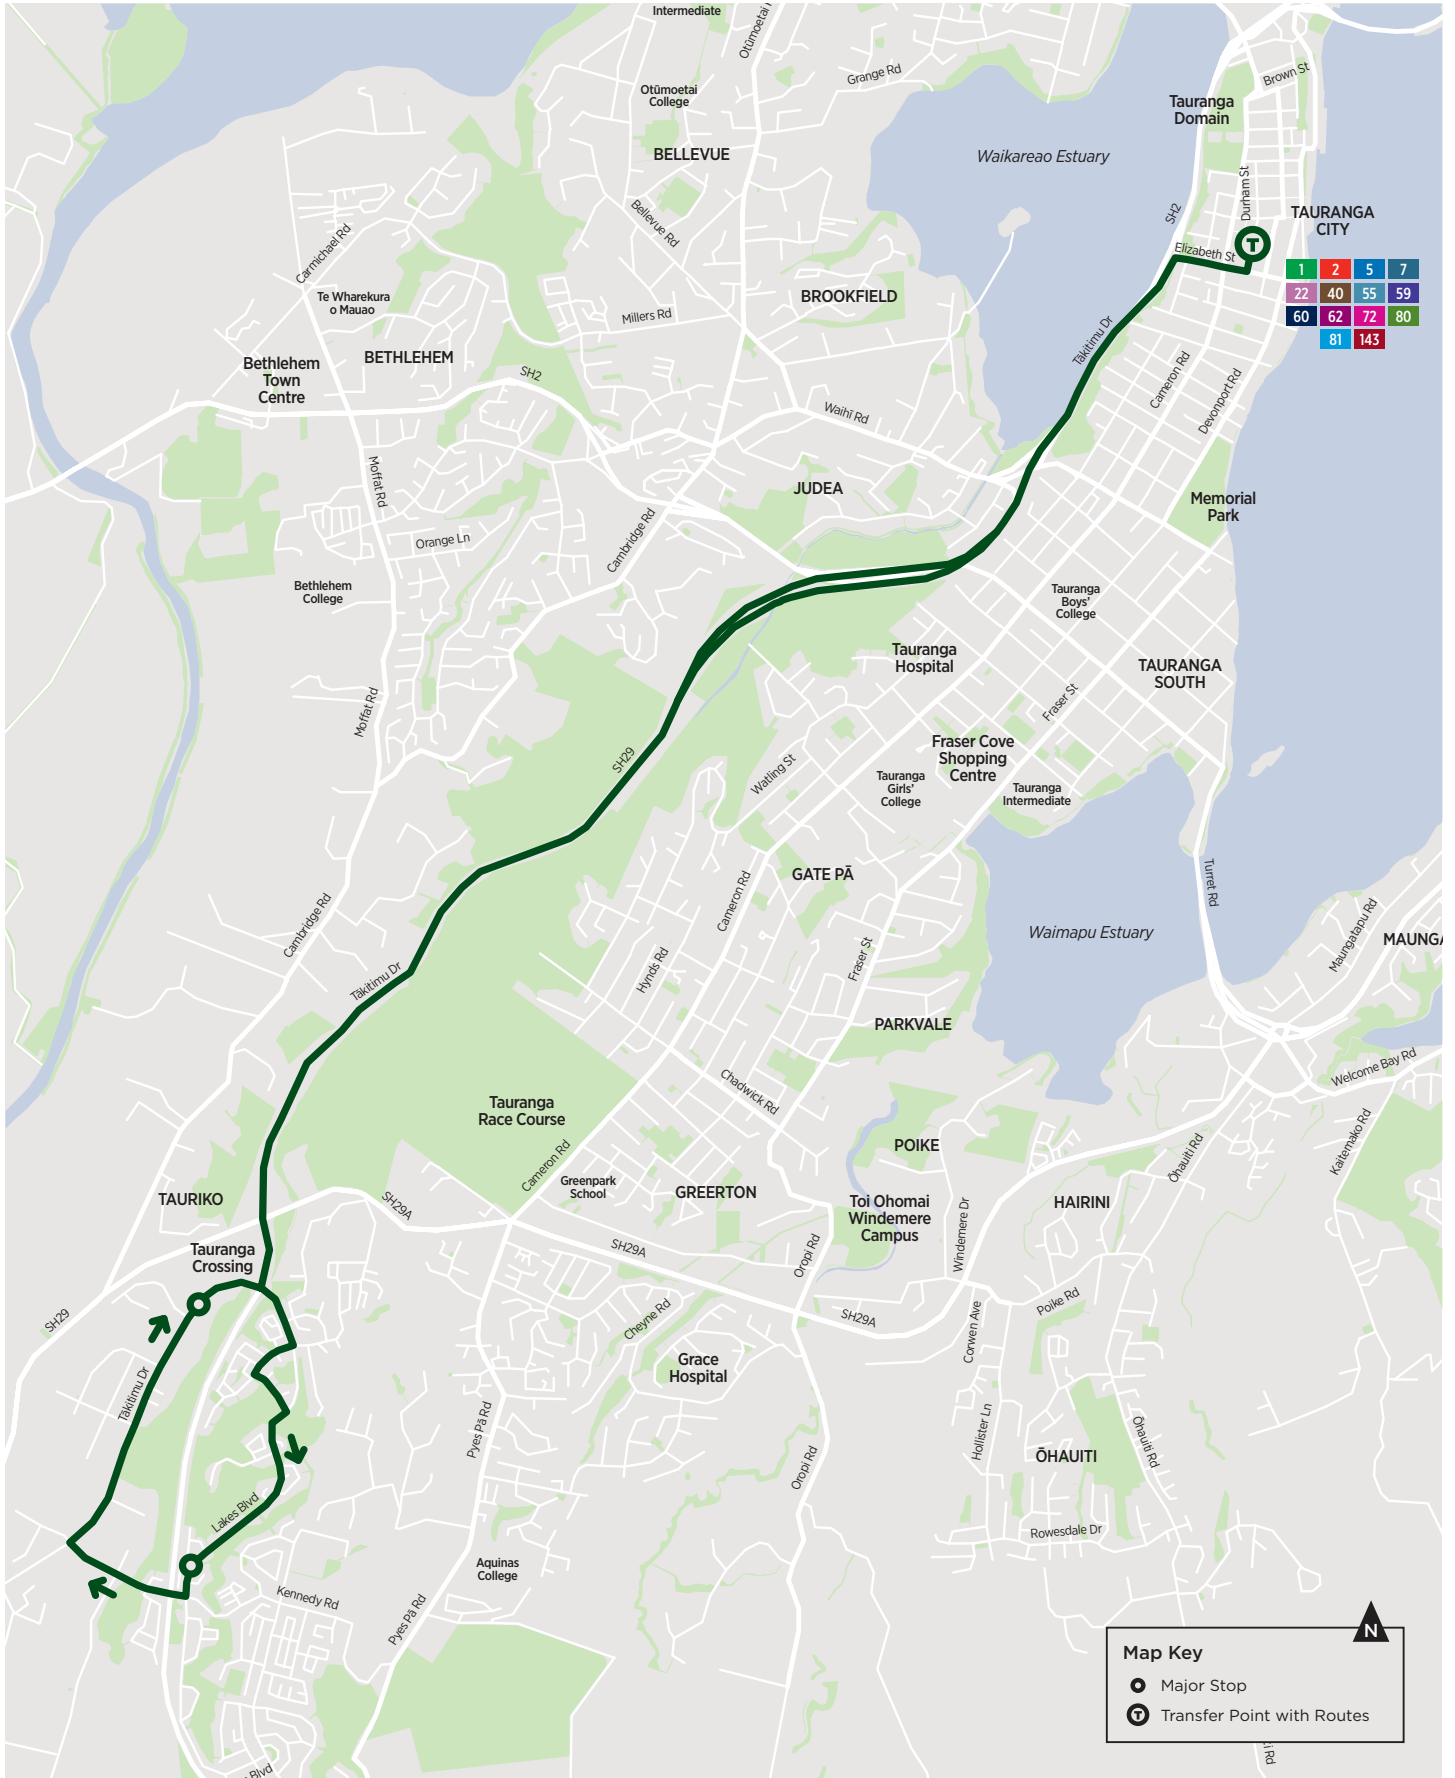 Intermediate
Otūmoetai
Grange Rd
Brown St
Otūmoetai
College
Tauranga
Domain
BELLEVUE
Waikareao Estuary
Durham St
Bellevue Rd
SH2
TAURANGA
CITY
Carmichael Rd
Elizabeth St
T
1 2 5 7
22 40 55 59
60 62 72 80
81 143
Te Wharekura
o Mauao
BROOKFIELD
Millers Rd
Tākitimu Dr
BETHLEHEM
Bethlehem
Town
Centre
SH2
Cameron Rd
Devonport Rd
Waihī Rd
Moffat Rd
JUDEA
Memorial
Park
Orange Ln
Cambridge Rd
Bethlehem
College
Tauranga
Boys'
College
Tauranga
Hospital
TAURANGA
SOUTH
Moffat Rd
Fraser St
SH29
Fraser Cove
Shopping
Centre
Watling St
Tauranga
Girls'
College
Tauranga
Intermediate
GATE PĀ
Turret Rd
Cameron Rd
Cambridge Rd
Waimapu Estuary
Maungatapu Rd
MAUNGA
Hynds Rd
Fraser St
Tākitimu Dr
PARKVALE
Welcome Bay Rd
Chadwick Rd
Tauranga
Race Course
POIKE
Kaitemako Rd
Ōhauiti Rd
Cameron Rd
Greenpark
School
GREERTON
TAURIKO
SH29A
Toi Ohomai
Windemere
Campus
HAIRINI
Windemere Dr
Tauranga
Crossing
SH29A
Oropi Rd
SH29
Cheyne Rd
SH29A
Poike Rd
Corwen Ave
Grace
Hospital
Tākitimu Dr
Pyes Pā Rd
Hollister Ln
Ōhauiti Rd
ŌHAUITI
Oropi Rd
Lakes Blvd
Rowesdale Dr
Aquinas
College
Kennedy Rd
Pyes Pā Rd
N
Map Key
Major Stop
T Transfer Point with Routes
Rd
Blvd